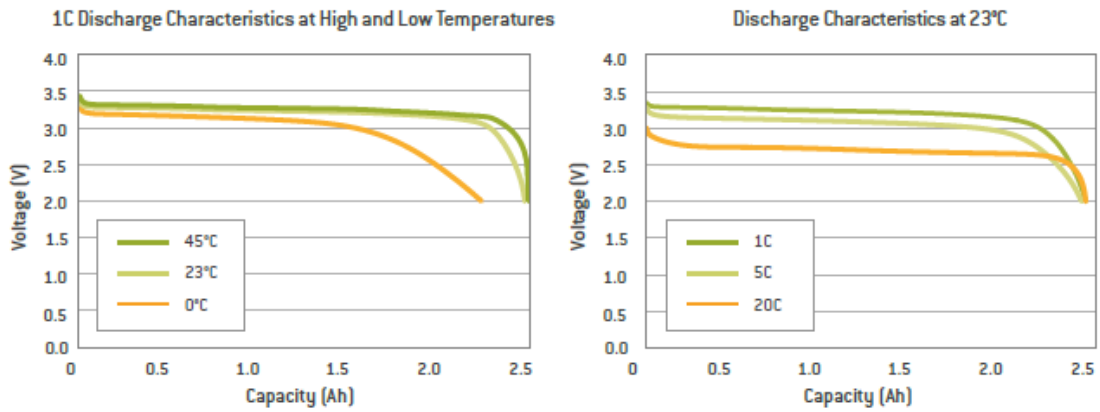 1C Discharge Characteristics at High and Low Temperatures
Voltage (V)
4.0
3.5
3.0
2.5
2.0
1.5
1.0
0.5
0.0
45°C
23°C
0°C
0 0.5 1.0 1.5 2.0 2.5
Capacity (Ah)
Discharge Characteristics at 23°C
Voltage (V)
4.0
3.5
3.0
2.5
2.0
1.5
1.0
0.5
0.0
1C
5C
20C
0 0.5 1.0 1.5 2.0 2.5
Capacity (Ah)